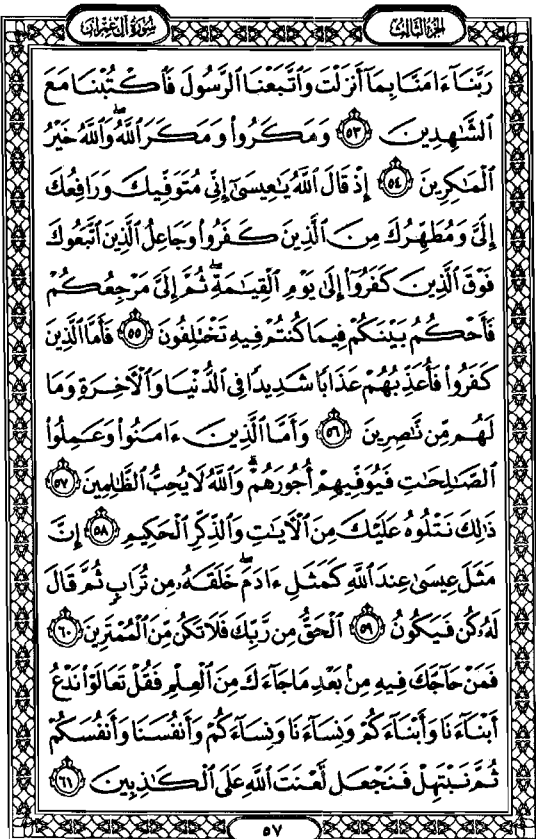 الجزء الثالث
سورة آل عمران
رَبَّنَآ ءَامَنَّا بِمَآ أَنزَلْتَ وَٱتَّبَعْنَا ٱلرَّسُولَ فَٱكْتُبْنَا مَعَ
ٱلشَّٰهِدِينَ ٥٣ وَمَكَرُوا۟ وَمَكَرَ ٱللَّهُ ۖ وَٱللَّهُ خَيْرُ
ٱلْمَٰكِرِينَ ٥٤ إِذْ قَالَ ٱللَّهُ يَٰعِيسَىٰٓ إِنِّى مُتَوَفِّيكَ وَرَافِعُكَ
إِلَىَّ وَمُطَهِّرُكَ مِنَ ٱلَّذِينَ كَفَرُوا۟ وَجَاعِلُ ٱلَّذِينَ ٱتَّبَعُوكَ
فَوْقَ ٱلَّذِينَ كَفَرُوٓا۟ إِلَىٰ يَوْمِ ٱلْقِيَٰمَةِ ۖ ثُمَّ إِلَىَّ مَرْجِعُكُمْ
فَأَحْكُمُ بَيْنَكُمْ فِيمَا كُنتُمْ فِيهِ تَخْتَلِفُونَ ٥٥ فَأَمَّا ٱلَّذِينَ
كَفَرُوا۟ فَأُعَذِّبُهُمْ عَذَابًا شَدِيدًا فِى ٱلدُّنْيَا وَٱلْءَاخِرَةِ وَمَا
لَهُم مِّن نَّٰصِرِينَ ٥٦ وَأَمَّا ٱلَّذِينَ ءَامَنُوا۟ وَعَمِلُوا۟
ٱلصَّٰلِحَٰتِ فَيُوَفِّيهِمْ أُجُورَهُمْ ۗ وَٱللَّهُ لَا يُحِبُّ ٱلظَّٰلِمِينَ ٥٧
ذَٰلِكَ نَتْلُوهُ عَلَيْكَ مِنَ ٱلْءَايَٰتِ وَٱلذِّكْرِ ٱلْحَكِيمِ ٥٨ إِنَّ
مَثَلَ عِيسَىٰ عِندَ ٱللَّهِ كَمَثَلِ ءَادَمَ ۖ خَلَقَهُۥ مِن تُرَابٍ ثُمَّ قَالَ
لَهُۥ كُن فَيَكُونُ ٥٩ ٱلْحَقُّ مِن رَّبِّكَ فَلَا تَكُن مِّنَ ٱلْمُمْتَرِينَ ٦٠
فَمَنْ حَآجَّكَ فِيهِ مِنۢ بَعْدِ مَا جَآءَكَ مِنَ ٱلْعِلْمِ فَقُلْ تَعَالَوْا۟ نَدْعُ
أَبْنَآءَنَا وَأَبْنَآءَكُمْ وَنِسَآءَنَا وَنِسَآءَكُمْ وَأَنفُسَنَا وَأَنفُسَكُمْ
ثُمَّ نَبْتَهِلْ فَنَجْعَل لَّعْنَتَ ٱللَّهِ عَلَى ٱلْكَٰذِبِينَ ٦١
٥٧